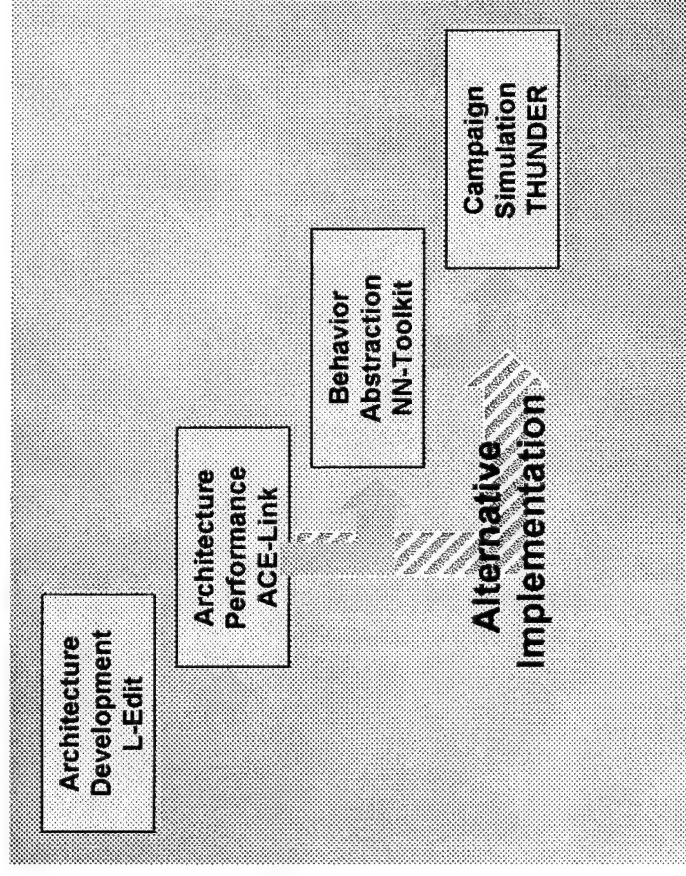 Architecture
Development
L-Edit
Architecture
Performance
ACE-Link
Behavior
Abstraction
NN-Toolkit
Campaign
Simulation
THUNDER
Alternative
Implementation